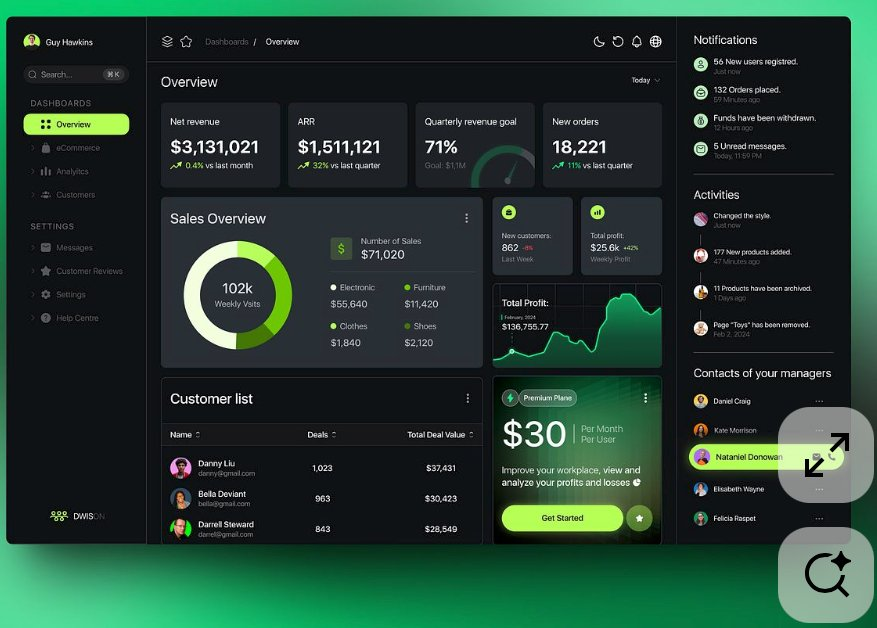 Guy Hawkins
Search...
⌘ K
DASHBOARDS
Overview
eCommerce
Analyitcs
Customers
SETTINGS
Messages
Customer Reviews
Settings
Help Centre
DWISON
Dashboards / Overview
Overview
Today
Net revenue
$3,131,021
0.4% vs last month
ARR
$1,511,121
32% vs last quarter
Quarterly revenue goal
71%
Goal: $1,1M
New orders
18,221
11% vs last quarter
Sales Overview
102k
Weekly Vsits
$
Number of Sales
$71,020
Electronic
$55,640
Furniture
$11,420
Clothes
$1,840
Shoes
$2,120
New customers:
862 -8%
Last Week
Total profit:
$25.6k +42%
Weekly Profit
Total Profit:
February, 2024
$136,755.77
Customer list
Name Deals Total Deal Value
Danny Liu
danny@gmail.com
1,023
$37,431
Bella Deviant
bella@gmail.com
963
$30,423
Darrell Steward
darrel@gmail.com
843
$28,549
Premium Plane
$30
Per Month
Per User
Improve your workplace, view and
analyze your profits and losses
Get Started
Notifications
56 New users registred.
Just now
132 Orders placed.
59 Minutes ago
Funds have been withdrawn.
12 Hours ago
5 Unread messages.
Today, 11:59 PM
Activities
Changed the style.
Just now
177 New products added.
47 Minutes ago
11 Products have been archived.
1 Days ago
Page "Toys" has been removed.
Feb 2, 2024
Contacts of your managers
Daniel Craig
Kate Morrison
Nataniel Donowan
Elisabeth Wayne
Felicia Raspet